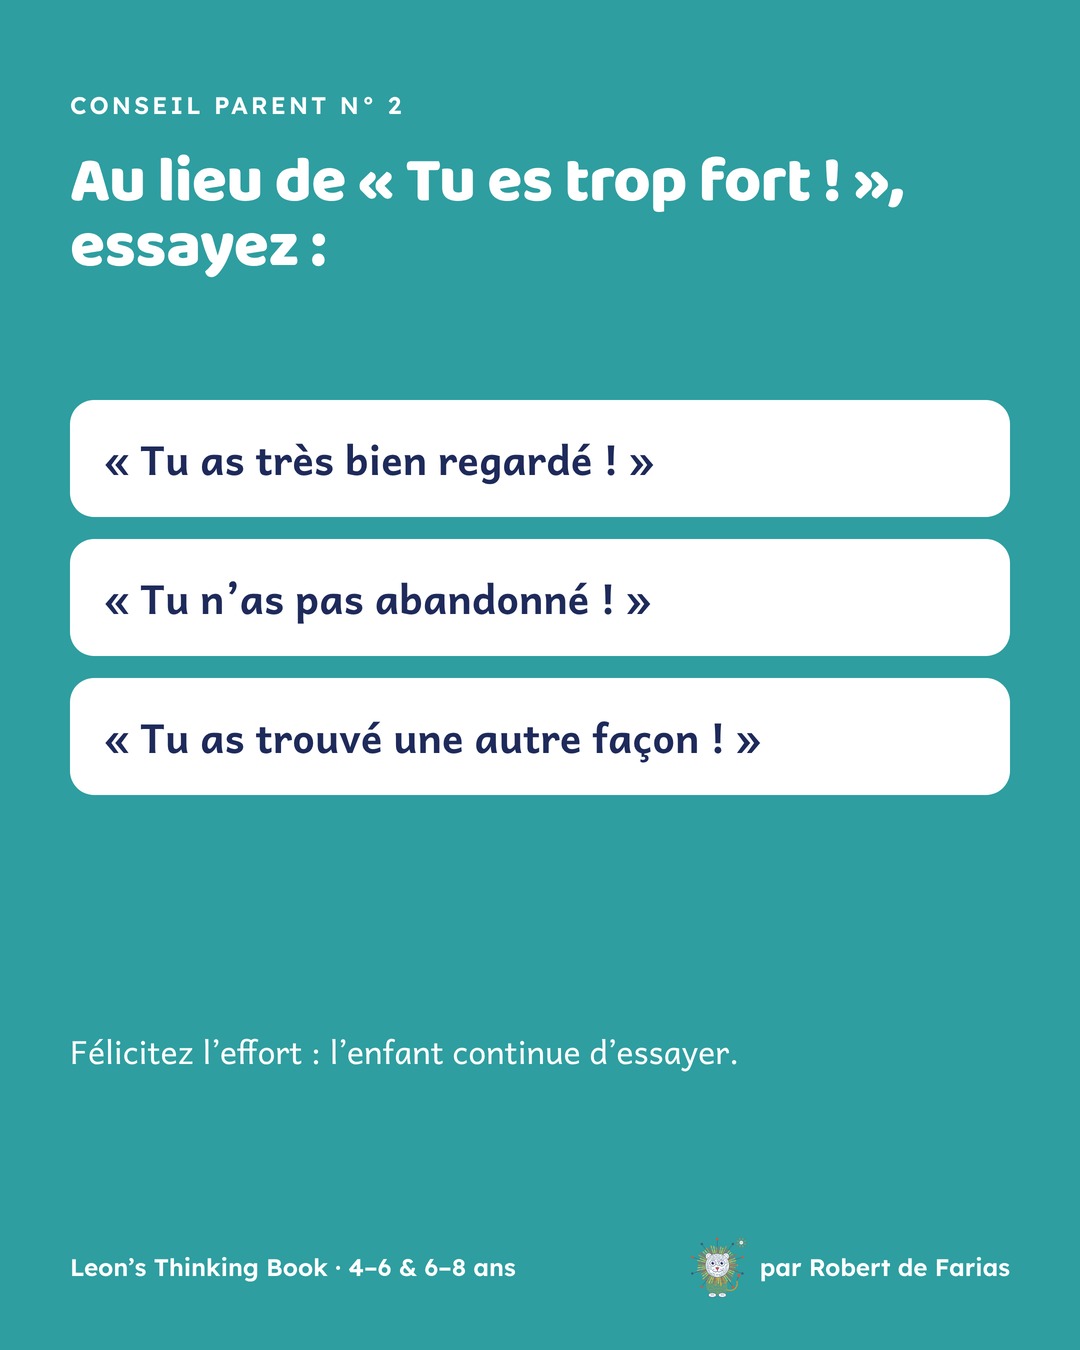 CONSEIL PARENT N° 2
Au lieu de « Tu es trop fort ! »,
essayez :
« Tu as très bien regardé ! »
« Tu n’as pas abandonné ! »
« Tu as trouvé une autre façon ! »
Félicitez l’effort : l’enfant continue d’essayer.
Leon’s Thinking Book · 4–6 & 6–8 ans
par Robert de Farias